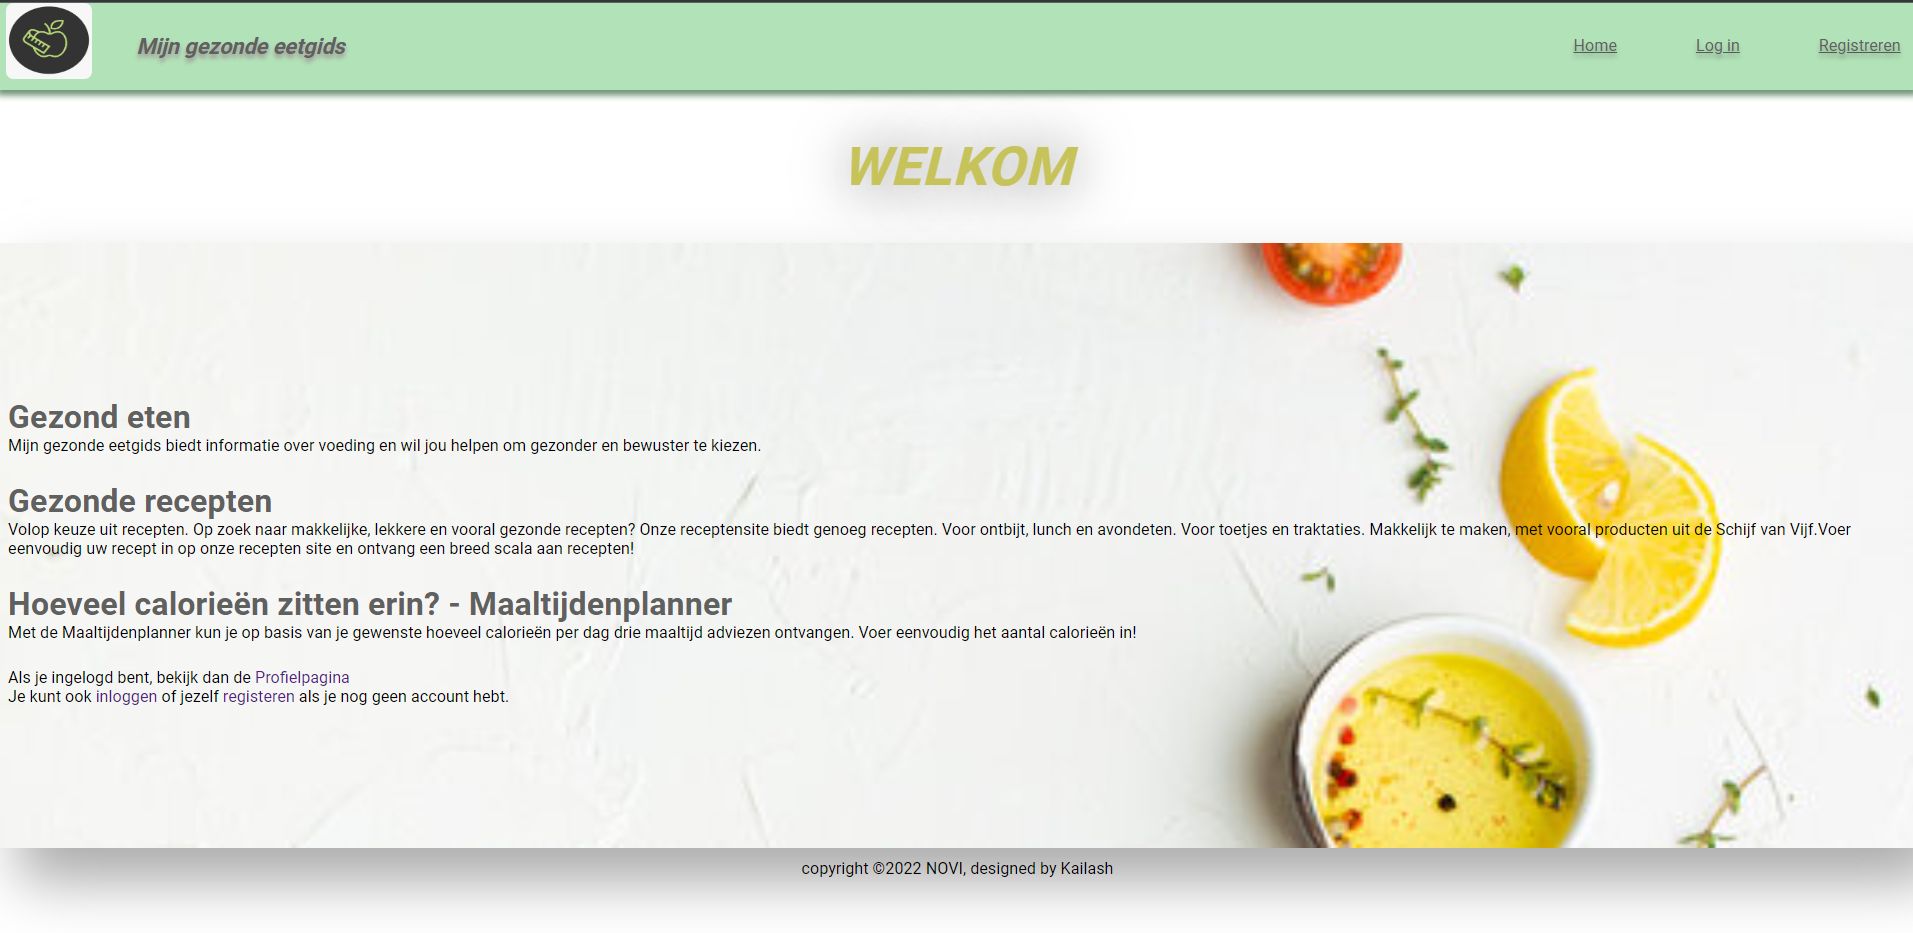 Mijn gezonde eetgids
Home
Log in
Registreren
WELKOM
Gezond eten
Mijn gezonde eetgids biedt informatie over voeding en wil jou helpen om gezonder en bewuster te kiezen.
Gezonde recepten
Volop keuze uit recepten. Op zoek naar makkelijke, lekkere en vooral gezonde recepten? Onze receptensite biedt genoeg recepten. Voor ontbijt, lunch en avondeten. Voor toetjes en traktaties. Makkelijk te maken, met vooral producten uit de Schijf van Vijf.Voer
eenvoudig uw recept in op onze recepten site en ontvang een breed scala aan recepten!
Hoeveel calorieën zitten erin? - Maaltijdenplanner
Met de Maaltijdenplanner kun je op basis van je gewenste hoeveel calorieën per dag drie maaltijd adviezen ontvangen. Voer eenvoudig het aantal calorieën in!
Als je ingelogd bent, bekijk dan de Profielpagina
Je kunt ook inloggen of jezelf registeren als je nog geen account hebt.
copyright ©2022 NOVI, designed by Kailash